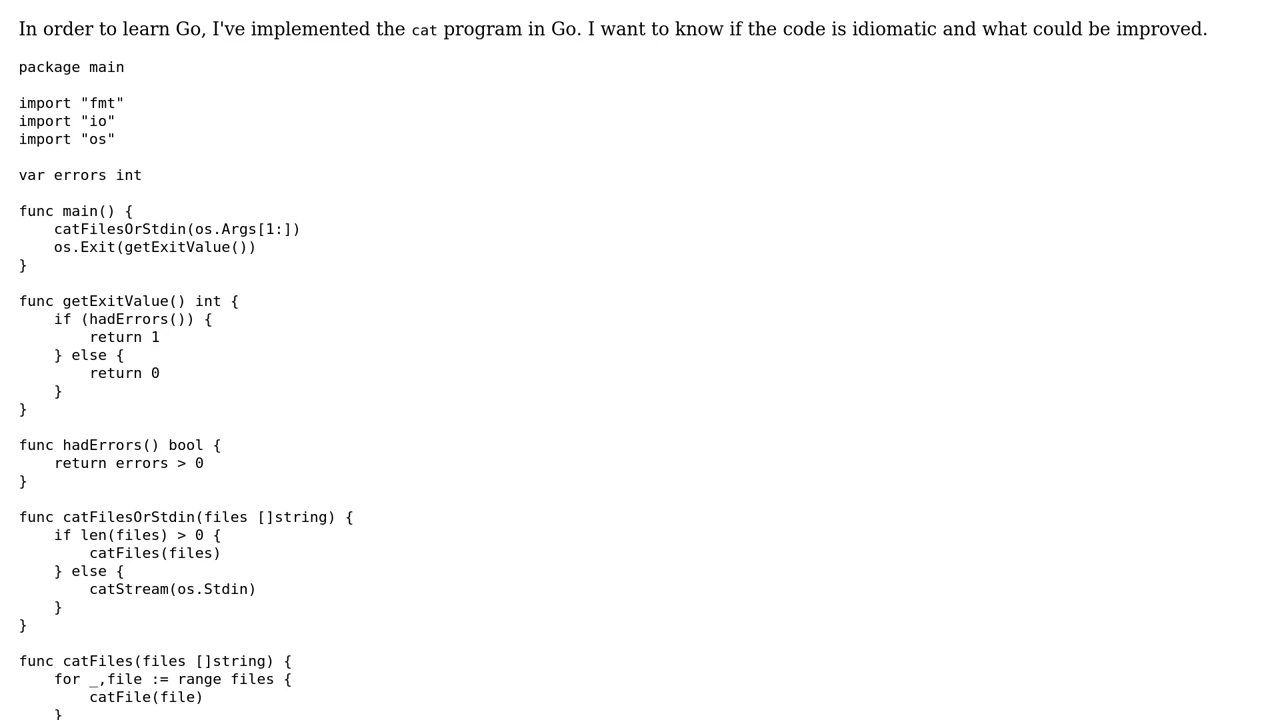 In order to learn Go, I've implemented the cat program in Go. I want to know if the code is idiomatic and what could be improved.
package main
import "fmt"
import "io"
import "os"
var errors int
func main() {
    catFilesOrStdin(os.Args[1:])
    os.Exit(getExitValue())
}
func getExitValue() int {
    if (hadErrors()) {
        return 1
    } else {
        return 0
    }
}
func hadErrors() bool {
    return errors > 0
}
func catFilesOrStdin(files []string) {
    if len(files) > 0 {
        catFiles(files)
    } else {
        catStream(os.Stdin)
    }
}
func catFiles(files []string) {
    for _,file := range files {
        catFile(file)
    }